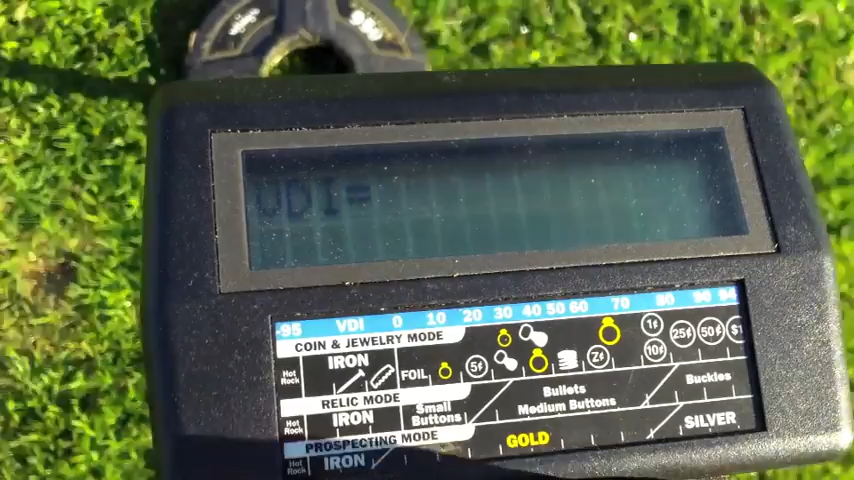 VDI=
-95 VDI 0 10 20 30 40 50 60 70 80 90 94
COIN & JEWELRY MODE
Hot Rock IRON FOIL 5¢ Z¢ 1¢ 10¢ 25¢ 50¢ $1
RELIC MODE
Hot Rock IRON Small Buttons Bullets Medium Buttons Buckles
PROSPECTING MODE
Hot Rock IRON GOLD SILVER